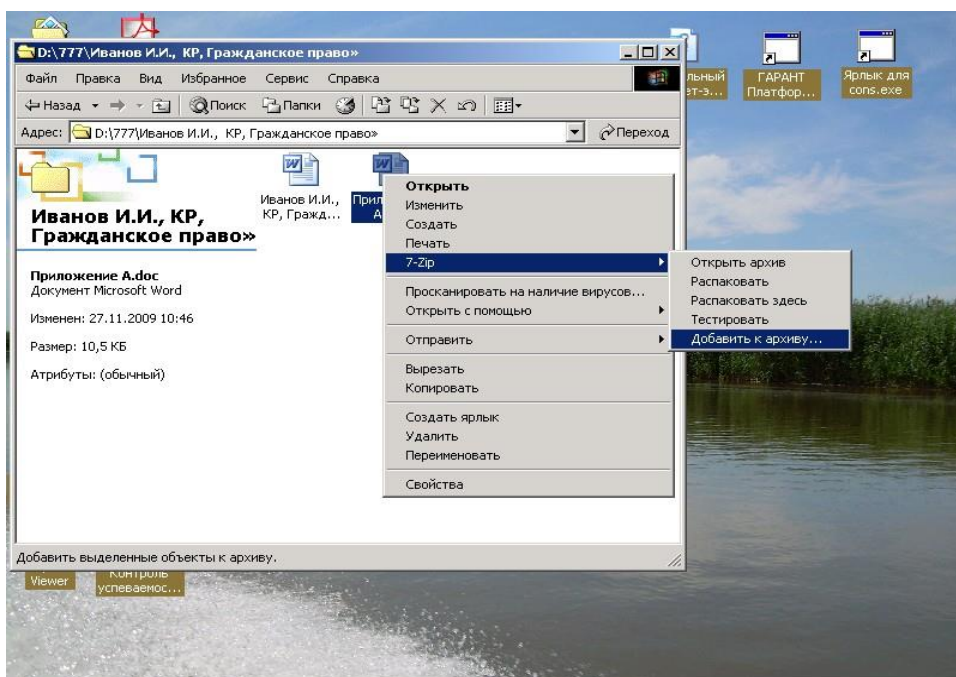 D:\777\Иванов И.И., КР, Гражданское право»
Файл Правка Вид Избранное Сервис Справка
Назад Поиск Папки
Адрес: D:\777\Иванов И.И., КР, Гражданское право» Переход
Иванов И.И., КР, Гражданское право»
Приложение A.doc
Документ Microsoft Word
Изменен: 27.11.2009 10:46
Размер: 10,5 КБ
Атрибуты: (обычный)
Иванов И.И.,
КР, Гражд...
Открыть
Изменить
Создать
Печать
7-Zip
Просканировать на наличие вирусов...
Открыть с помощью
Отправить
Вырезать
Копировать
Создать ярлык
Удалить
Переименовать
Свойства
Открыть архив
Распаковать
Распаковать здесь
Тестировать
Добавить к архиву...
Добавить выделенные объекты к архиву.
ГАРАНТ
Платфор...
Ярлык для
cons.exe
Viewer
Контроль
успеваемос...